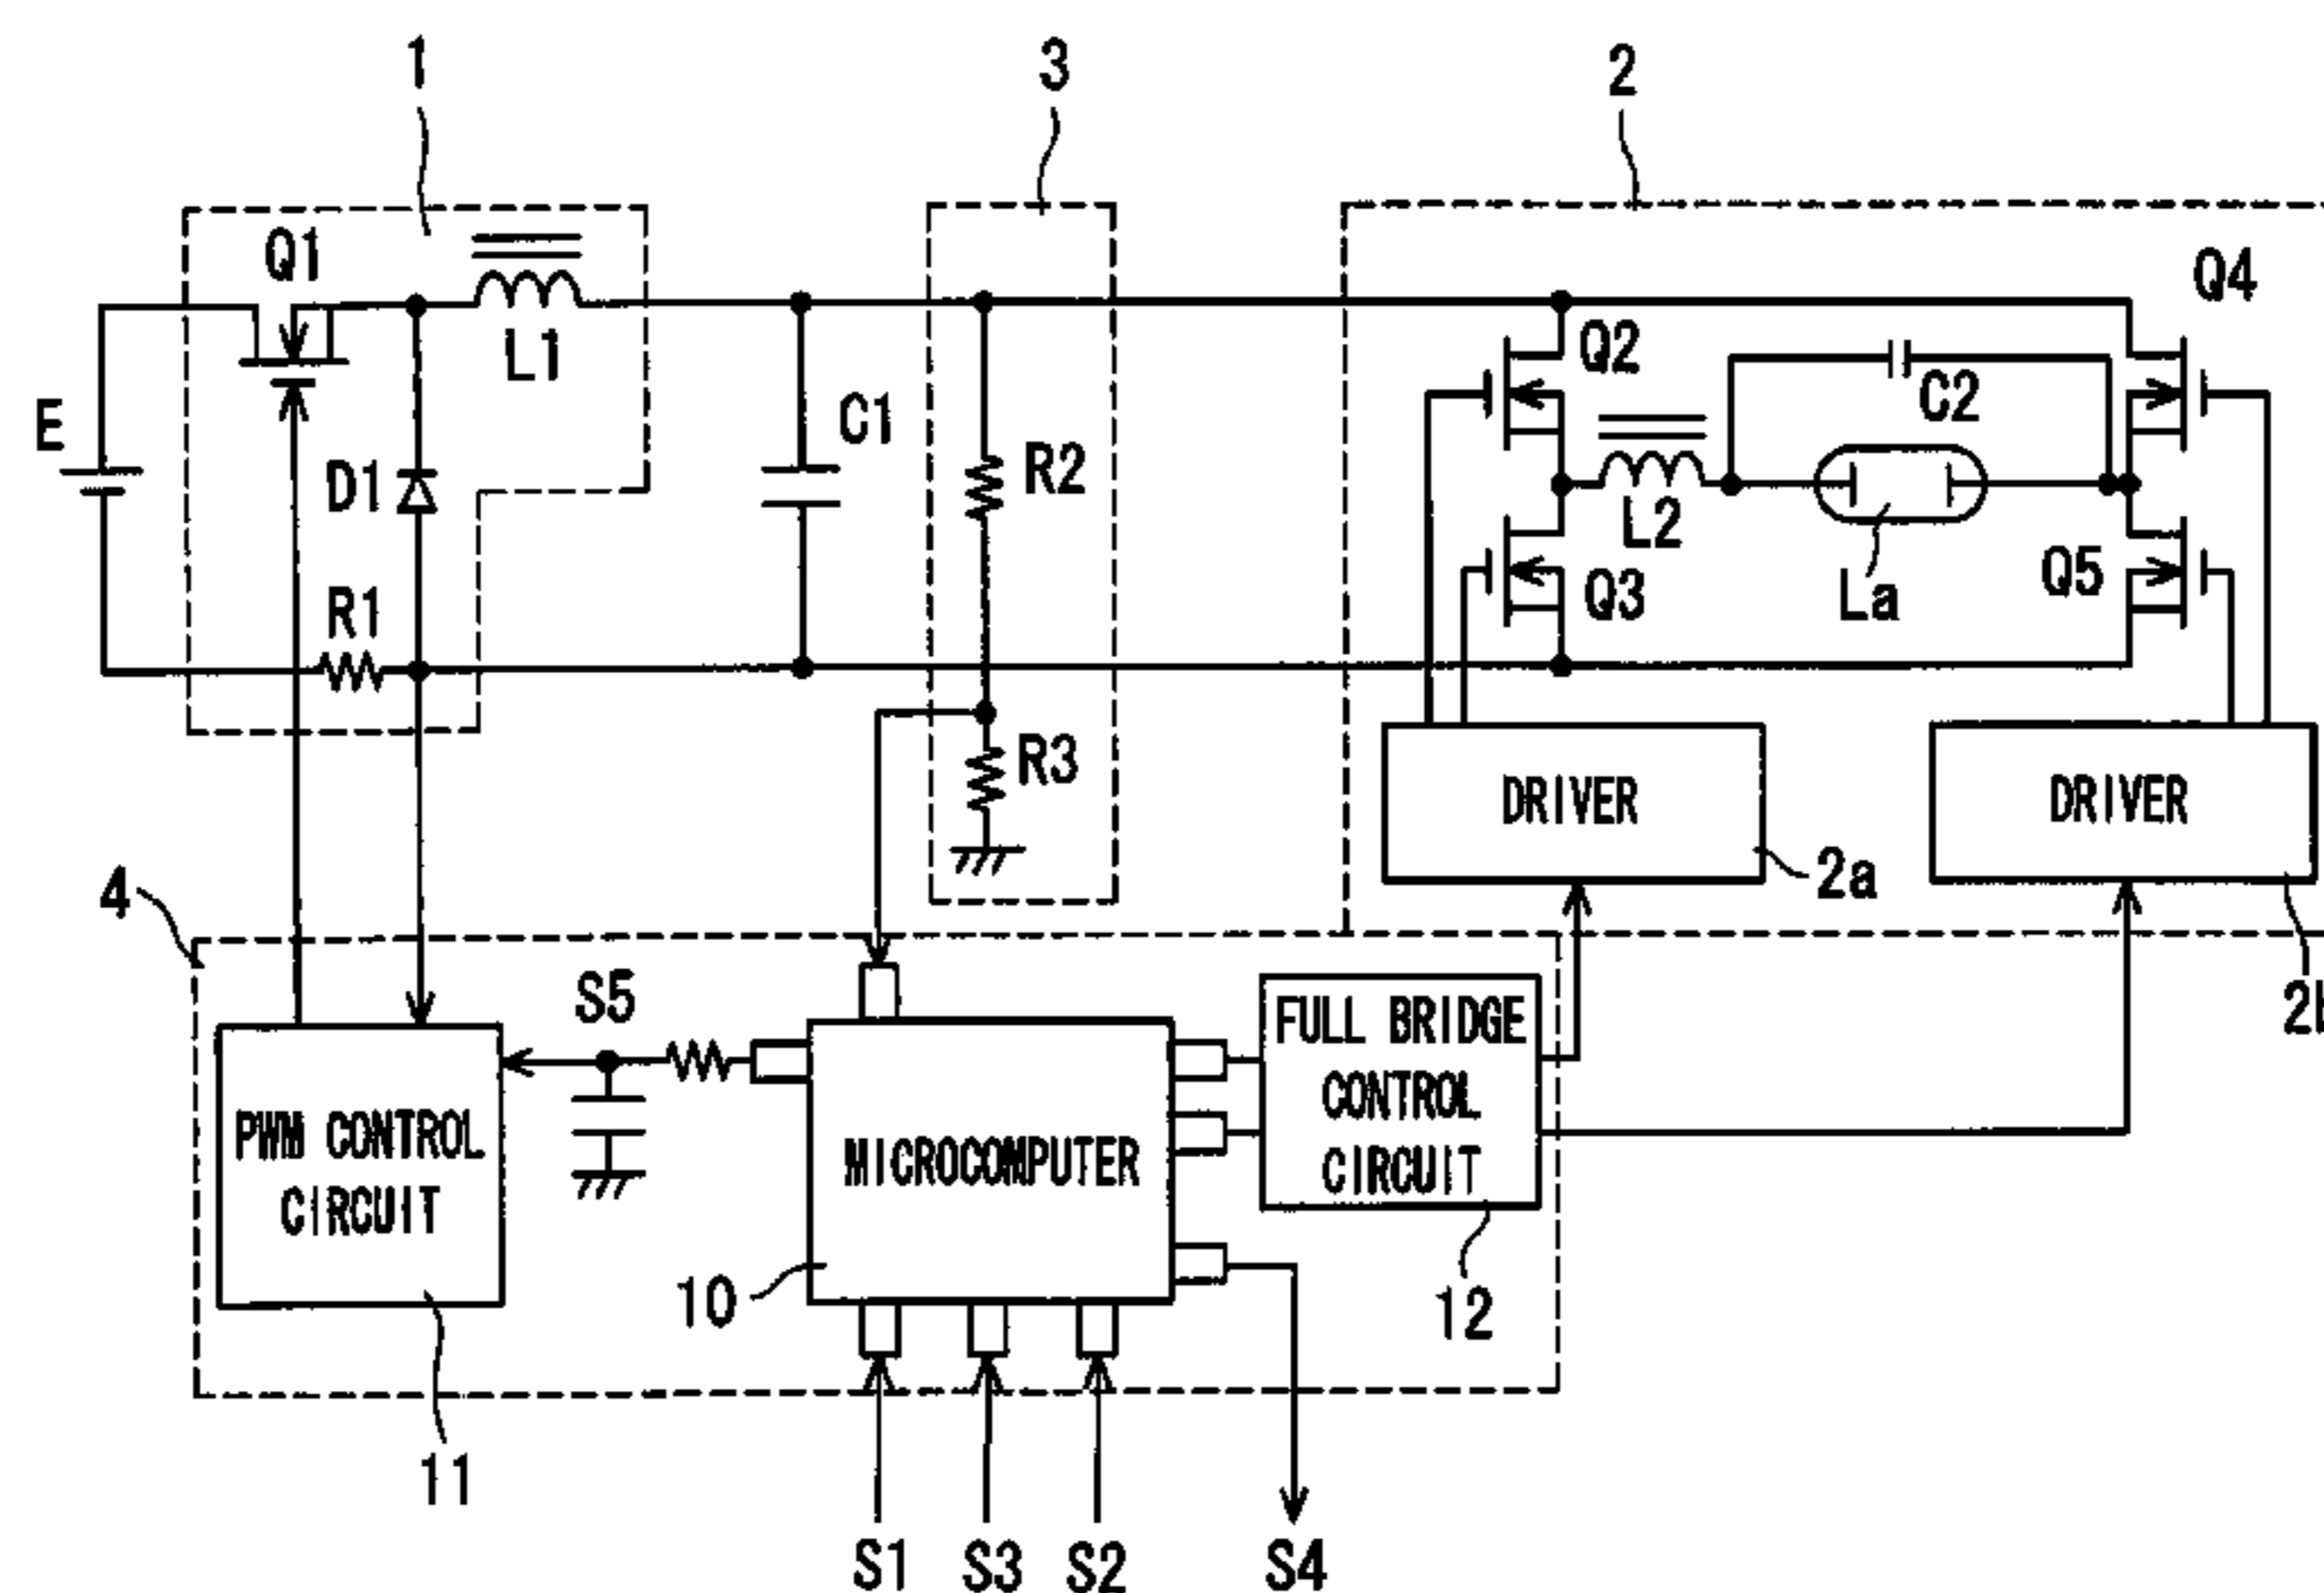 1
3
2
Q1
Q4
L1
Q2
E
C1
C2
R2
D1
L2
Q3
La
Q5
R1
R3
DRIVER
DRIVER
2a
4
S5
FULL BRIDGE
CONTROL
CIRCUIT
2b
PWM CONTROL
CIRCUIT
MICROCOMPUTER
10
12
11
S1
S3
S2
S4